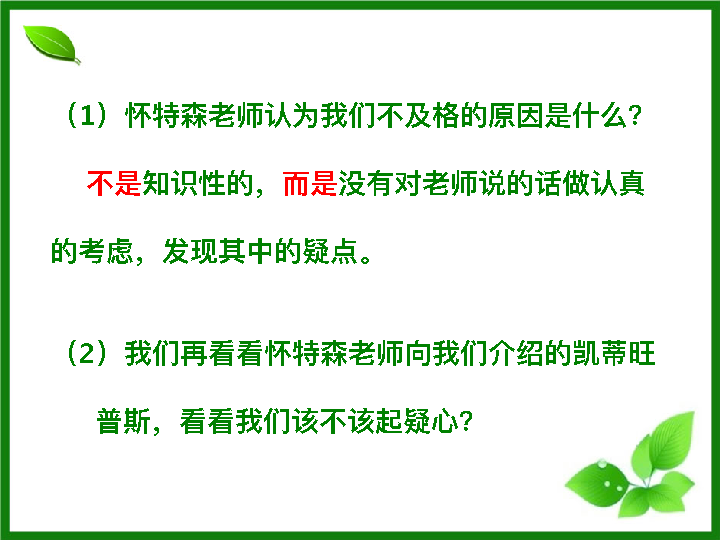 （1）怀特森老师认为我们不及格的原因是什么？
不是知识性的，而是没有对老师说的话做认真
的考虑，发现其中的疑点。
（2）我们再看看怀特森老师向我们介绍的凯蒂旺
普斯，看看我们该不该起疑心？